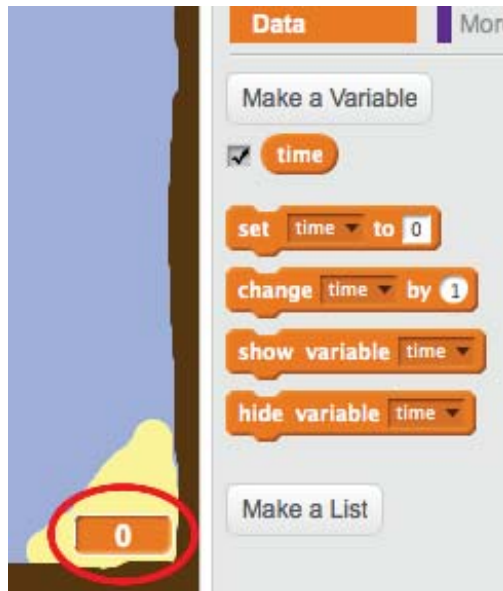 Data
Mor
Make a Variable
time
set time to 0
change time by 1
show variable time
hide variable time
0
Make a List